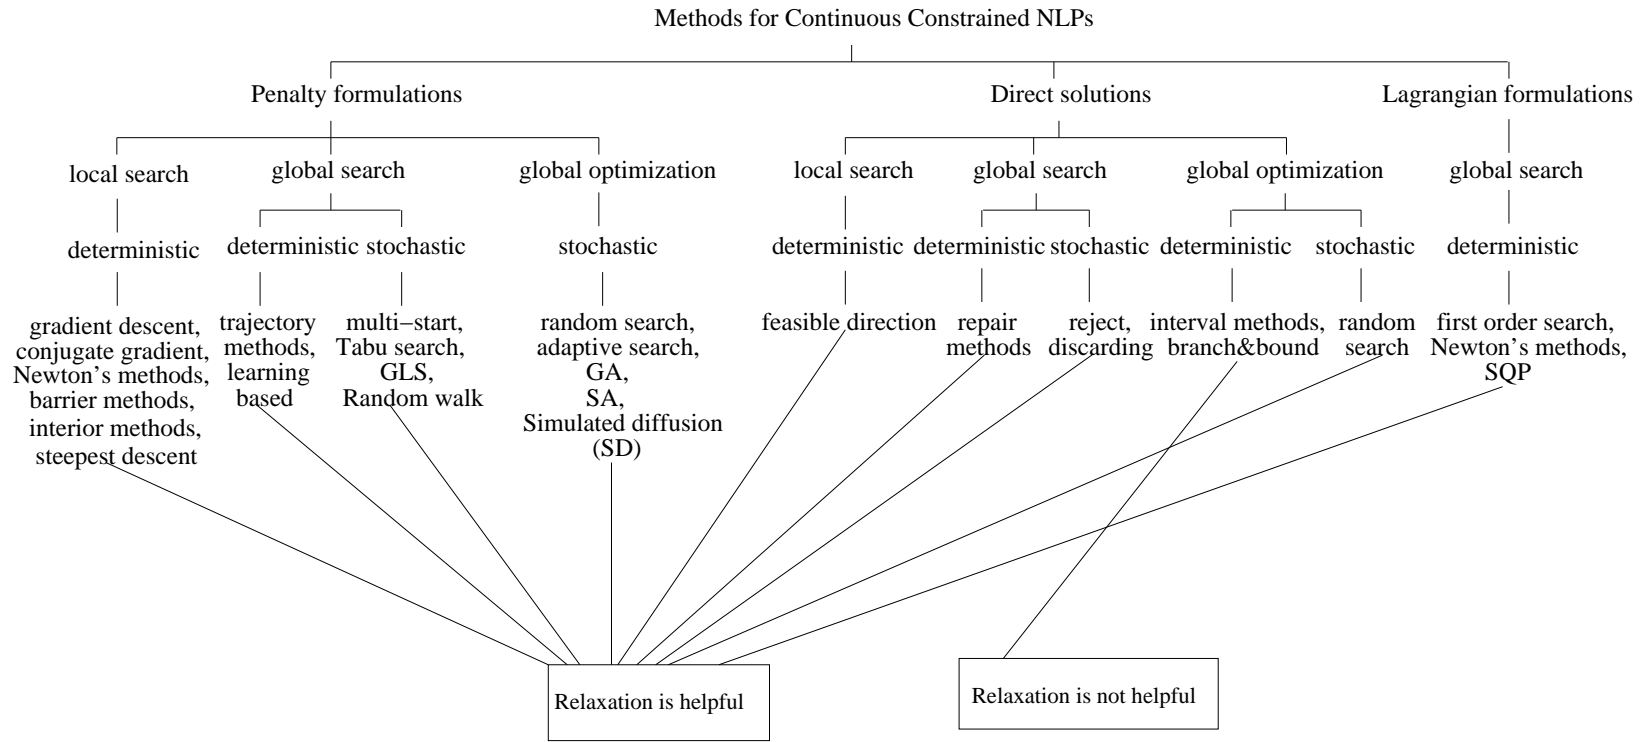 Methods for Continuous Constrained NLPs
Penalty formulations
Direct solutions
Lagrangian formulations
local search
global search
global optimization
local search
global search
global optimization
global search
deterministic
deterministic
stochastic
stochastic
deterministic
deterministic
stochastic
deterministic
stochastic
deterministic
gradient descent,
conjugate gradient,
Newton's methods,
barrier methods,
interior methods,
steepest descent
trajectory
methods,
learning
based
multi−start,
Tabu search,
GLS,
Random walk
random search,
adaptive search,
GA,
SA,
Simulated diffusion
(SD)
feasible direction
repair
methods
reject,
discarding
interval methods,
branch&bound
random
search
first order search,
Newton's methods,
SQP
Relaxation is helpful
Relaxation is not helpful